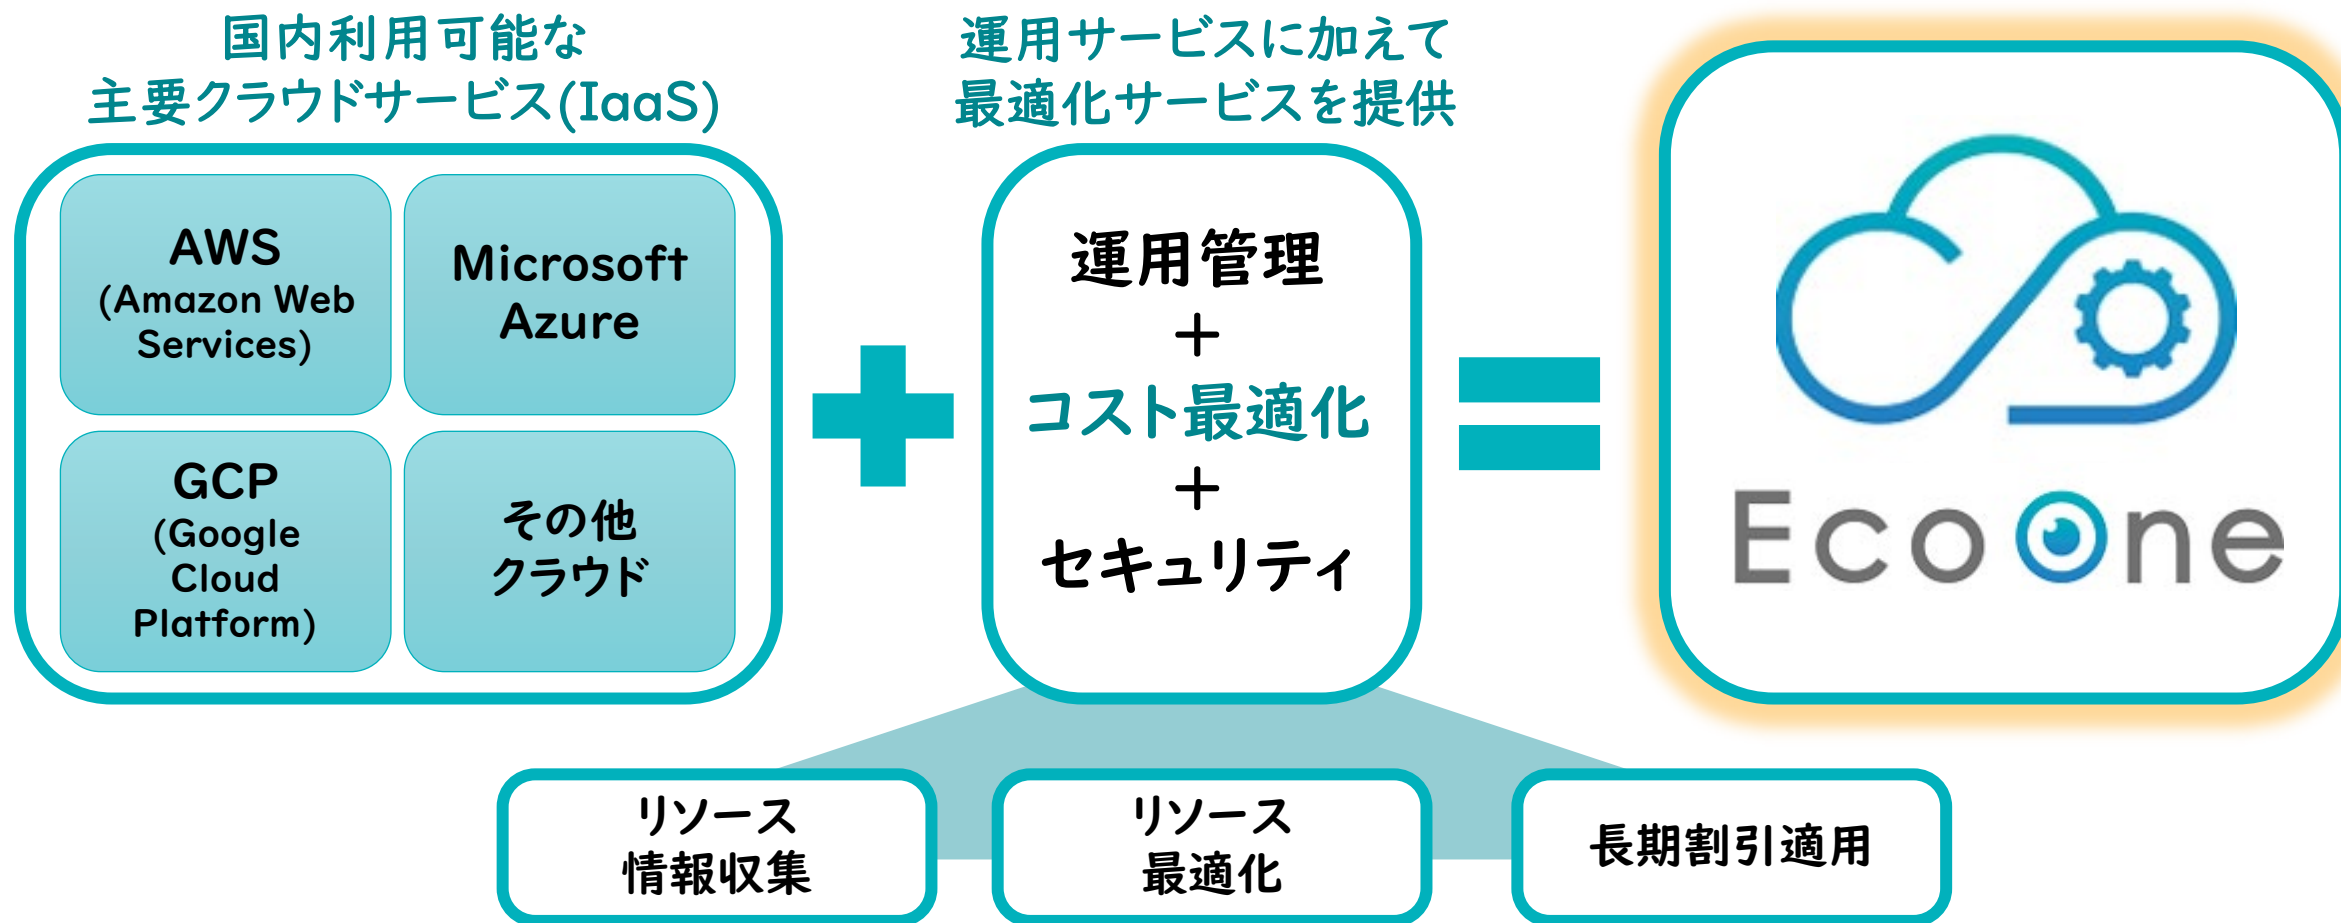 国内利用可能な
主要クラウドサービス(IaaS)
AWS
(Amazon Web
Services)
Microsoft
Azure
GCP
(Google
Cloud
Platform)
その他
クラウド
運用サービスに加えて
最適化サービスを提供
運用管理
+
コスト最適化
+
セキュリティ
EcoOne
リソース
情報収集
リソース
最適化
長期割引適用